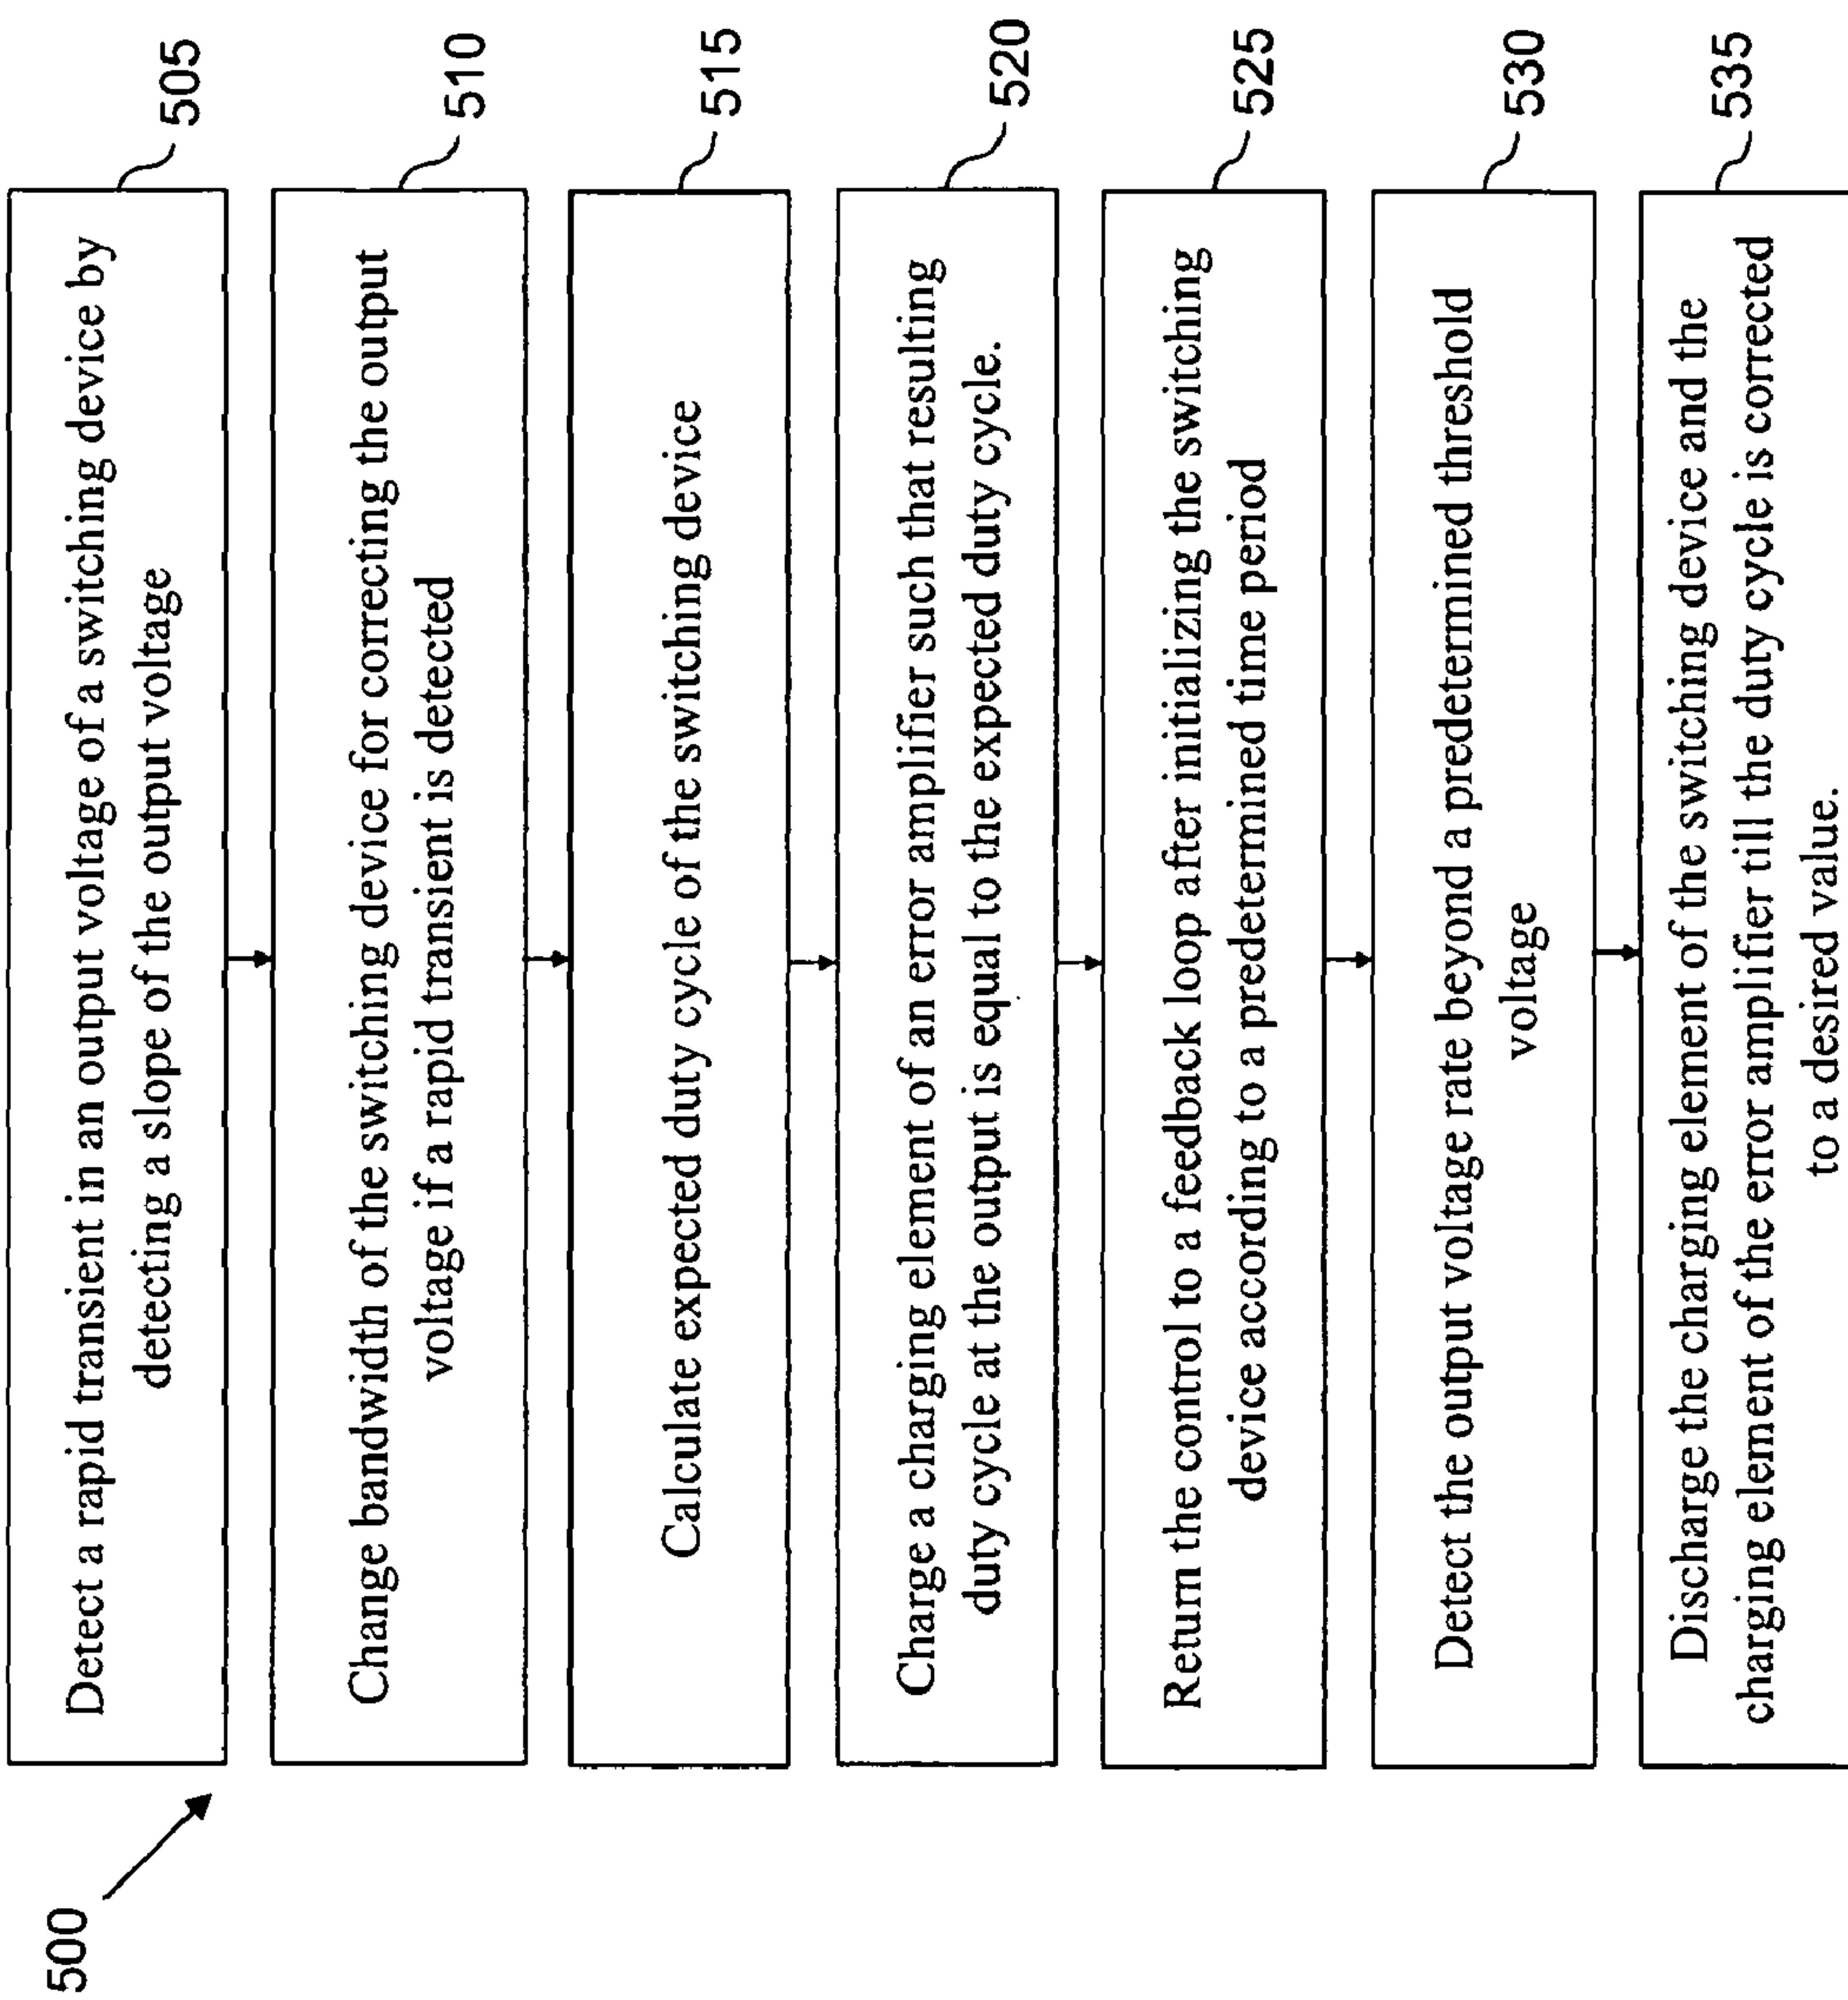 500
Detect a rapid transient in an output voltage of a switching device by
detecting a slope of the output voltage
505
Change bandwidth of the switching device for correcting the output
voltage if a rapid transient is detected
510
Calculate expected duty cycle of the switching device
515
Charge a charging element of an error amplifier such that resulting
duty cycle at the output is equal to the expected duty cycle.
520
Return the control to a feedback loop after initializing the switching
device according to a predetermined time period
525
Detect the output voltage rate beyond a predetermined threshold
voltage
530
Discharge the charging element of the switching device and the
charging element of the error amplifier till the duty cycle is corrected
to a desired value.
535